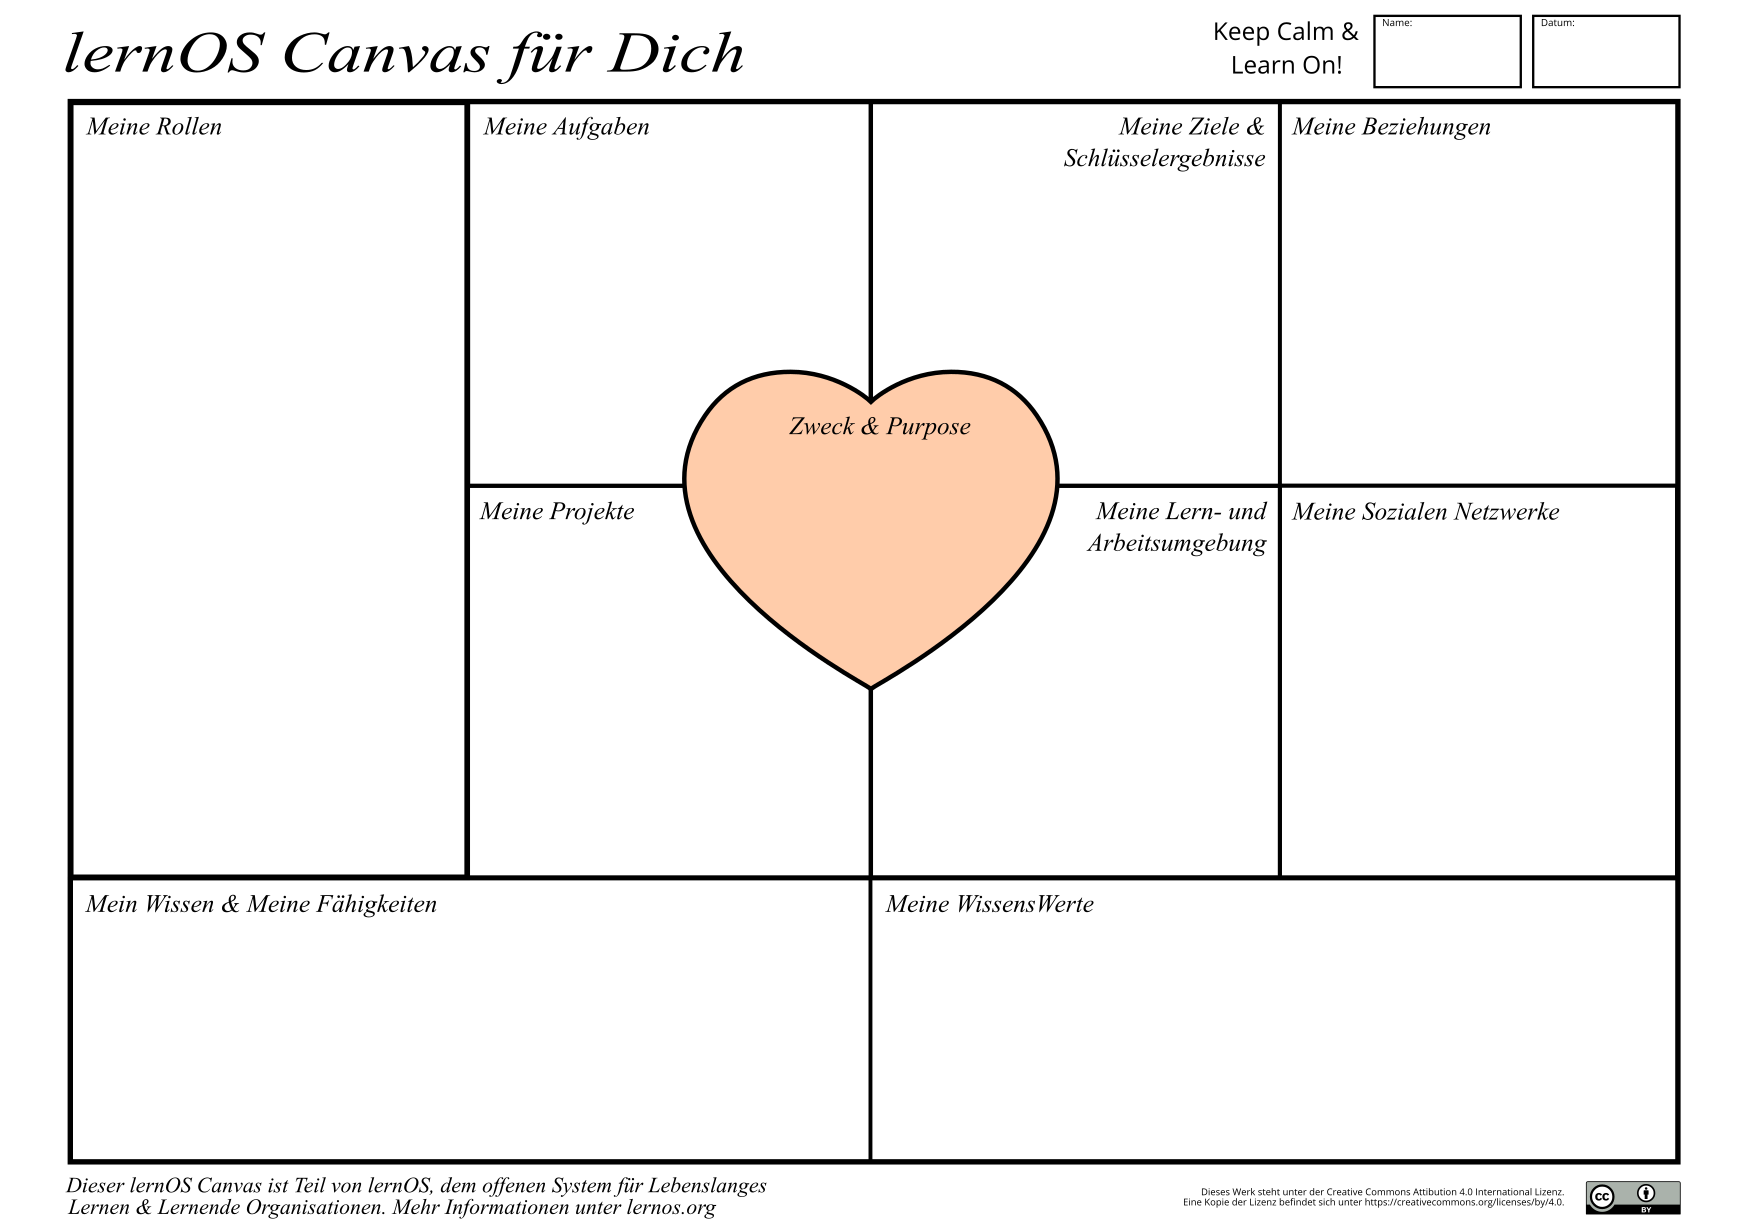 lernOS Canvas für Dich
Keep Calm &
Learn On!
Name:
Datum:
Meine Rollen
Meine Aufgaben
Meine Ziele &
Schlüsselergebnisse
Meine Beziehungen
Zweck & Purpose
Meine Projekte
Meine Lern- und
Arbeitsumgebung
Meine Sozialen Netzwerke
Mein Wissen & Meine Fähigkeiten
Meine WissensWerte
Dieser lernOS Canvas ist Teil von lernOS, dem offenen System für Lebenslanges
Lernen & Lernende Organisationen. Mehr Informationen unter lernos.org
Dieses Werk steht unter der Creative Commons Attibution 4.0 International Lizenz.
Eine Kopie der Lizenz befindet sich unter https://creativecommons.org/licenses/by/4.0.
cc
BY